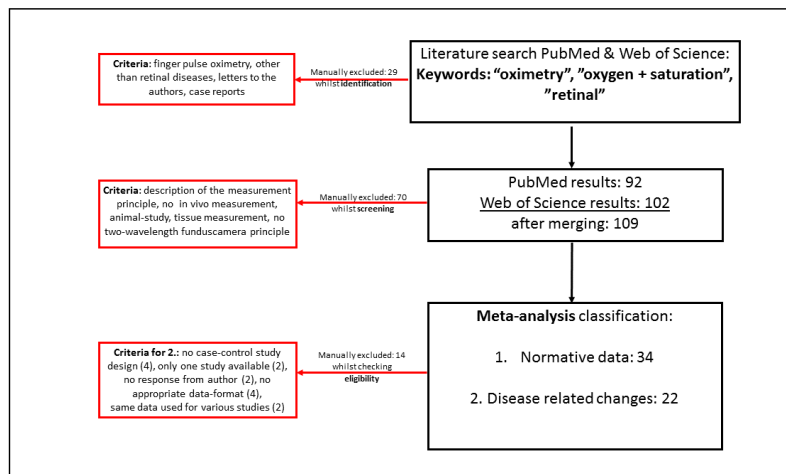 Literature search PubMed & Web of Science:
Keywords: “oximetry”, ”oxygen + saturation”,
”retinal”
Manually excluded: 29
whilst identification
Criteria: finger pulse oximetry, other
than retinal diseases, letters to the
authors, case reports
PubMed results: 92
Web of Science results: 102
after merging: 109
Manually excluded: 70
whilst screening
Criteria: description of the measurement
principle, no in vivo measurement,
animal-study, tissue measurement, no
two-wavelength funduscamera principle
Meta-analysis classification:
1. Normative data: 34
2. Disease related changes: 22
Manually excluded: 14
whilst checking
eligibility
Criteria for 2.: no case-control study
design (4), only one study available (2),
no response from author (2), no
appropriate data-format (4),
same data used for various studies (2)